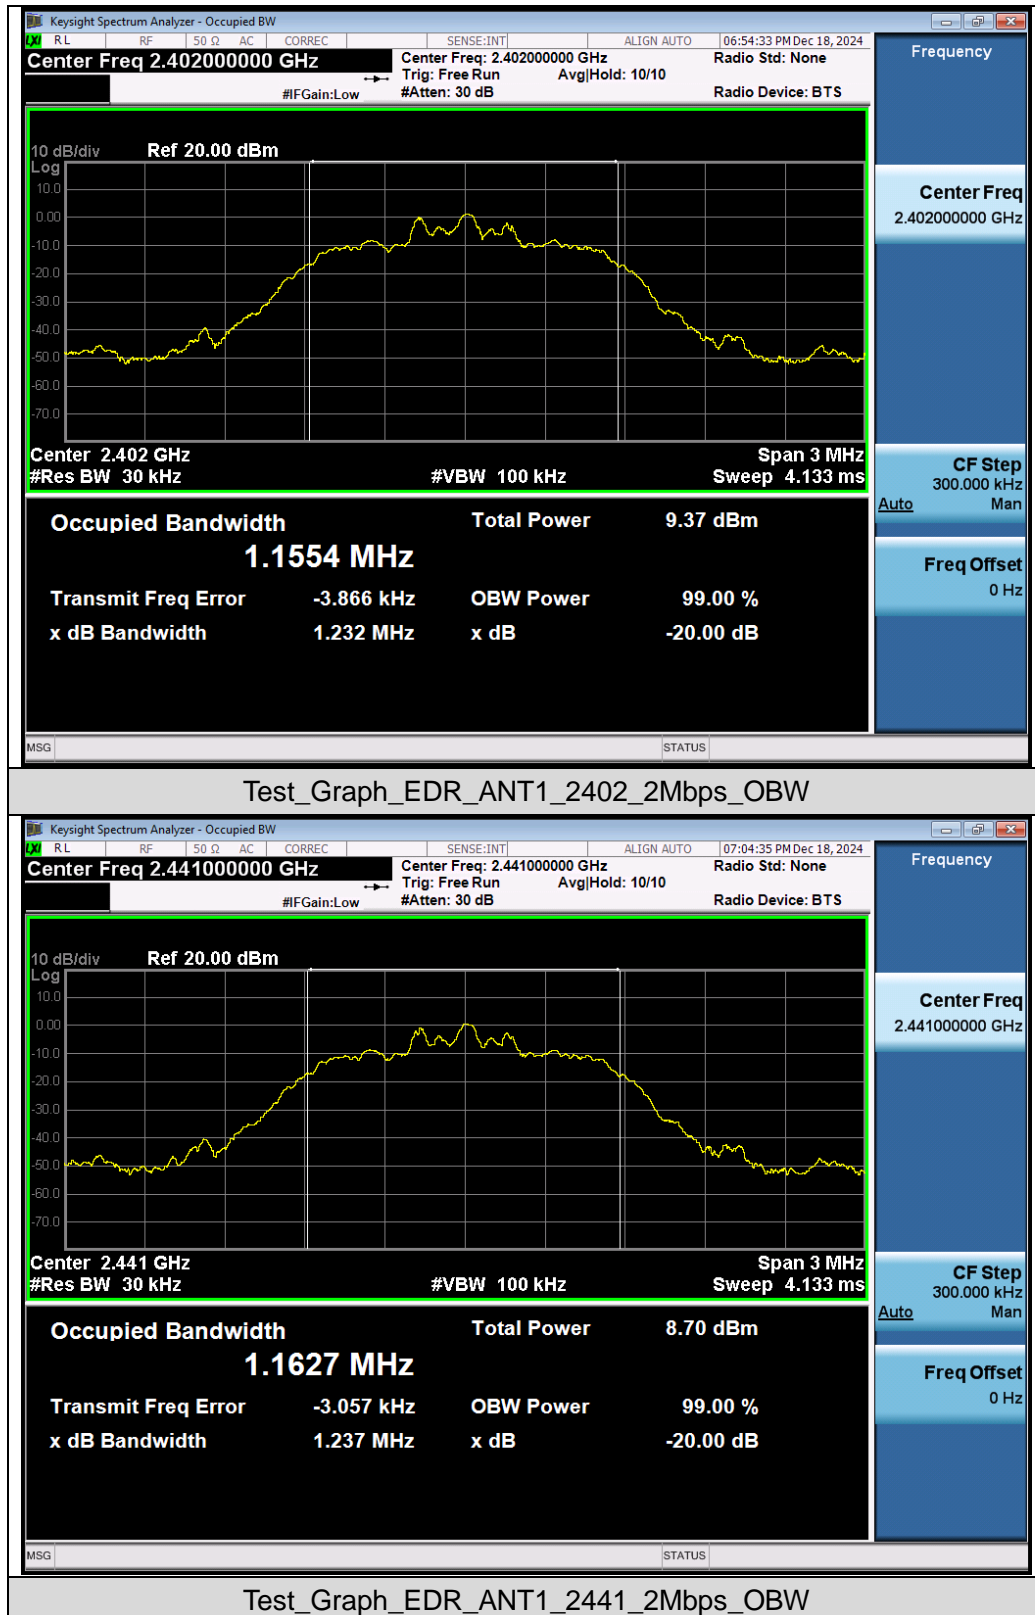 Keysight Spectrum Analyzer - Occupied BW
LXI RL RF 50 Ω AC CORREC SENSE:INT ALIGN AUTO 06:54:33 PM Dec 18, 2024
Center Freq 2.402000000 GHz Center Freq: 2.402000000 GHz Radio Std: None
Trig: Free Run Avg|Hold: 10/10
#IFGain:Low #Atten: 30 dB Radio Device: BTS
Frequency
10 dB/div Ref 20.00 dBm
Log
10.0
0.00
-10.0
-20.0
-30.0
-40.0
-50.0
-60.0
-70.0
Center 2.402 GHz Span 3 MHz
#Res BW 30 kHz #VBW 100 kHz Sweep 4.133 ms
Center Freq
2.402000000 GHz
CF Step
300.000 kHz
Auto Man
Freq Offset
0 Hz
Occupied Bandwidth Total Power 9.37 dBm
1.1554 MHz
Transmit Freq Error -3.866 kHz OBW Power 99.00 %
x dB Bandwidth 1.232 MHz x dB -20.00 dB
MSG STATUS
Test_Graph_EDR_ANT1_2402_2Mbps_OBW
Keysight Spectrum Analyzer - Occupied BW
LXI RL RF 50 Ω AC CORREC SENSE:INT ALIGN AUTO 07:04:35 PM Dec 18, 2024
Center Freq 2.441000000 GHz Center Freq: 2.441000000 GHz Radio Std: None
Trig: Free Run Avg|Hold: 10/10
#IFGain:Low #Atten: 30 dB Radio Device: BTS
Frequency
10 dB/div Ref 20.00 dBm
Log
10.0
0.00
-10.0
-20.0
-30.0
-40.0
-50.0
-60.0
-70.0
Center 2.441 GHz Span 3 MHz
#Res BW 30 kHz #VBW 100 kHz Sweep 4.133 ms
Center Freq
2.441000000 GHz
CF Step
300.000 kHz
Auto Man
Freq Offset
0 Hz
Occupied Bandwidth Total Power 8.70 dBm
1.1627 MHz
Transmit Freq Error -3.057 kHz OBW Power 99.00 %
x dB Bandwidth 1.237 MHz x dB -20.00 dB
MSG STATUS
Test_Graph_EDR_ANT1_2441_2Mbps_OBW